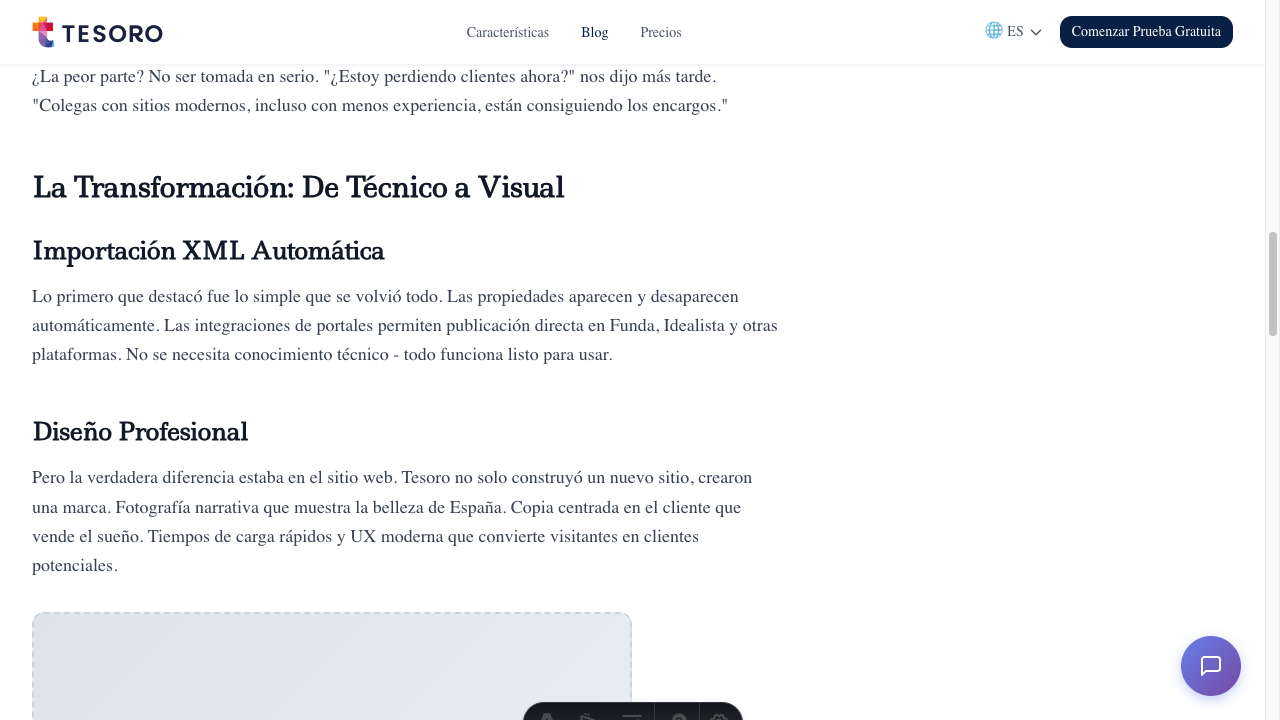 TESORO
Características
Blog
Precios
ES
Comenzar Prueba Gratuita
¿La peor parte? No ser tomada en serio. "¿Estoy perdiendo clientes ahora?" nos dijo más tarde.
"Colegas con sitios modernos, incluso con menos experiencia, están consiguiendo los encargos."
La Transformación: De Técnico a Visual
Importación XML Automática
Lo primero que destacó fue lo simple que se volvió todo. Las propiedades aparecen y desaparecen
automáticamente. Las integraciones de portales permiten publicación directa en Funda, Idealista y otras
plataformas. No se necesita conocimiento técnico - todo funciona listo para usar.
Diseño Profesional
Pero la verdadera diferencia estaba en el sitio web. Tesoro no solo construyó un nuevo sitio, crearon
una marca. Fotografía narrativa que muestra la belleza de España. Copia centrada en el cliente que
vende el sueño. Tiempos de carga rápidos y UX moderna que convierte visitantes en clientes
potenciales.